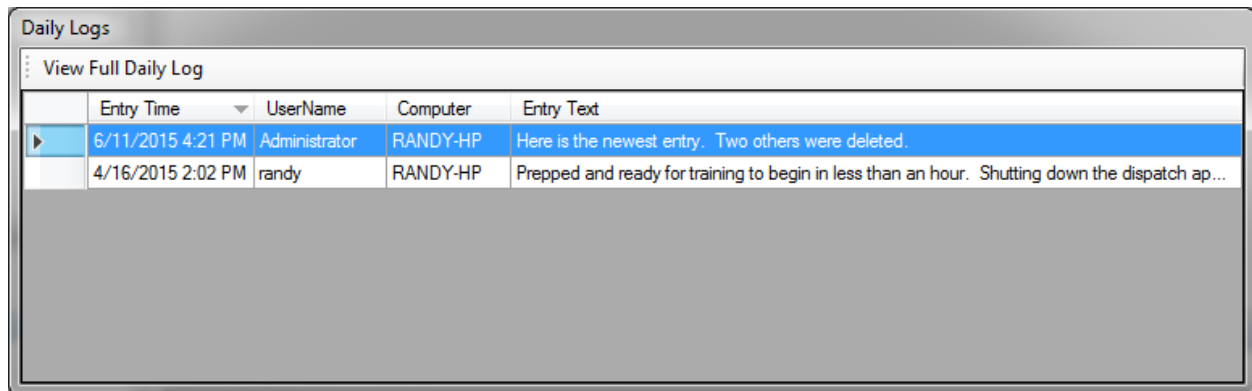 Daily Logs
View Full Daily Log
Entry Time UserName Computer Entry Text
6/11/2015 4:21 PM Administrator RANDY-HP Here is the newest entry.  Two others were deleted.
4/16/2015 2:02 PM randy RANDY-HP Prepped and ready for training to begin in less than an hour.  Shutting down the dispatch ap...